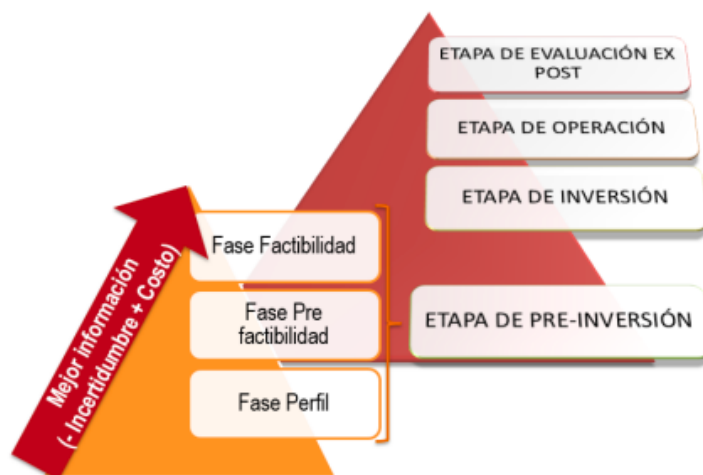 ETAPA DE EVALUACIÓN EX
POST
ETAPA DE OPERACIÓN
ETAPA DE INVERSIÓN
ETAPA DE PRE-INVERSIÓN
Fase Factibilidad
Fase Pre
factibilidad
Fase Perfil
Mejor información
(- Incertidumbre + Costo)